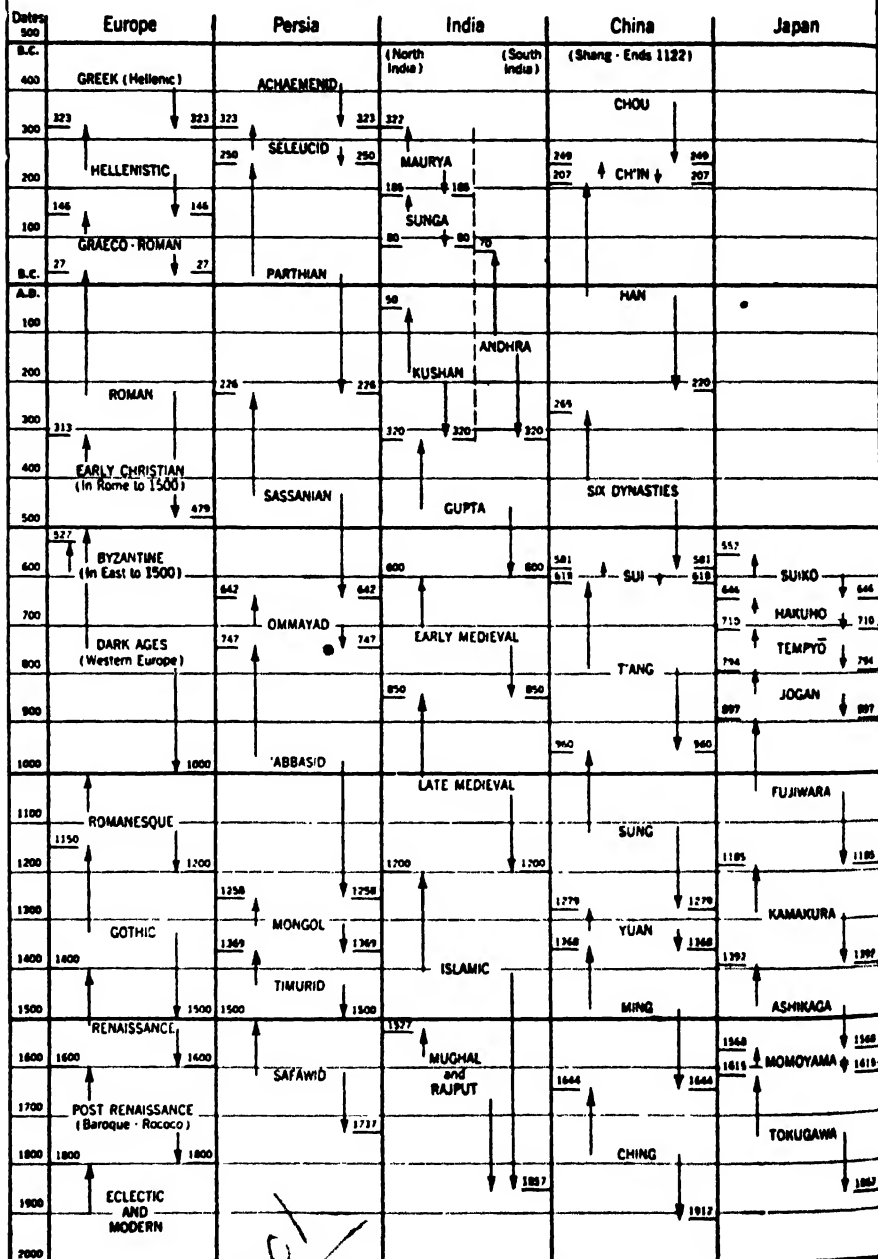 Dates Europe Persia India China Japan
500
B.C. (North India) (South India) (Shang - Ends 1122)
400 GREEK (Hellenic) ACHAEMENID CHOU
323 323 323 323 322
300
SELEUCID
250 250 249 249
HELLENISTIC MAURYA CH'IN
200 207 207
185 185
146 146
SUNGA
100
GRAECO - ROMAN 80 80 70
27 27 PARTHIAN
B.C.
A.D. HAN
50
100
ANDHRA
KUSHAN
200
ROMAN 226 226 220
265
300
313 320 320 320
400
EARLY CHRISTIAN
(In Rome to 1500) SASSANIAN GUPTA SIX DYNASTIES
479
500
527 552
BYZANTINE 581 581
(In East to 1500) 600 600 SUI SUIKO
600 618 618
642 642 646 646
HAKUHO
700 OMMAYAD EARLY MEDIEVAL 710 710
DARK AGES 747 747 TEMPYŌ
(Western Europe) T'ANG
800 794 794
850 850 JOGAN
900 897 897
960 960
'ABBASID
1000 1000
LATE MEDIEVAL FUJIWARA
1100
ROMANESQUE SUNG
1150
1200 1200 1200 1200 1185 1185
1258 1258
1300 1279 1279
GOTHIC MONGOL YUAN KAMAKURA
1369 1369 1368 1368
1400 1400 ISLAMIC 1392 1392
TIMURID
1500 1500 1500 1500 MING ASHIKAGA
RENAISSANCE 1527
1568 1568
1600 1600 1600 MUGHAL MOMOYAMA
SAFAWID and 1615 1615
RAJPUT 1644 1644
1700
POST RENAISSANCE
(Baroque - Rococo) 1737 TOKUGAWA
1800 1800 1800 CHING
ECLECTIC 1857 1867
1900 AND 1912
MODERN
2000